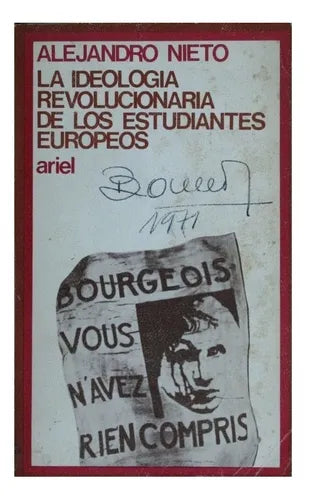 ALEJANDRO NIETO
LA IDEOLOGIA
REVOLUCIONARIA
DE LOS ESTUDIANTES
EUROPEOS
ariel
1971
BOURGEOIS
VOUS
N'AVEZ
RIEN COMPRIS